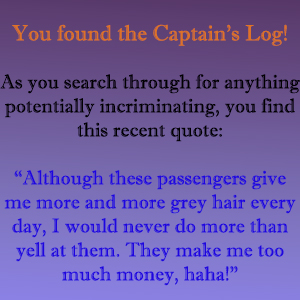 You found the Captain's Log!
As you search through for anything
potentially incriminating, you find
this recent quote:
“Although these passengers give
me more and more grey hair every
day, I would never do more than
yell at them. They make me too
much money, haha!”